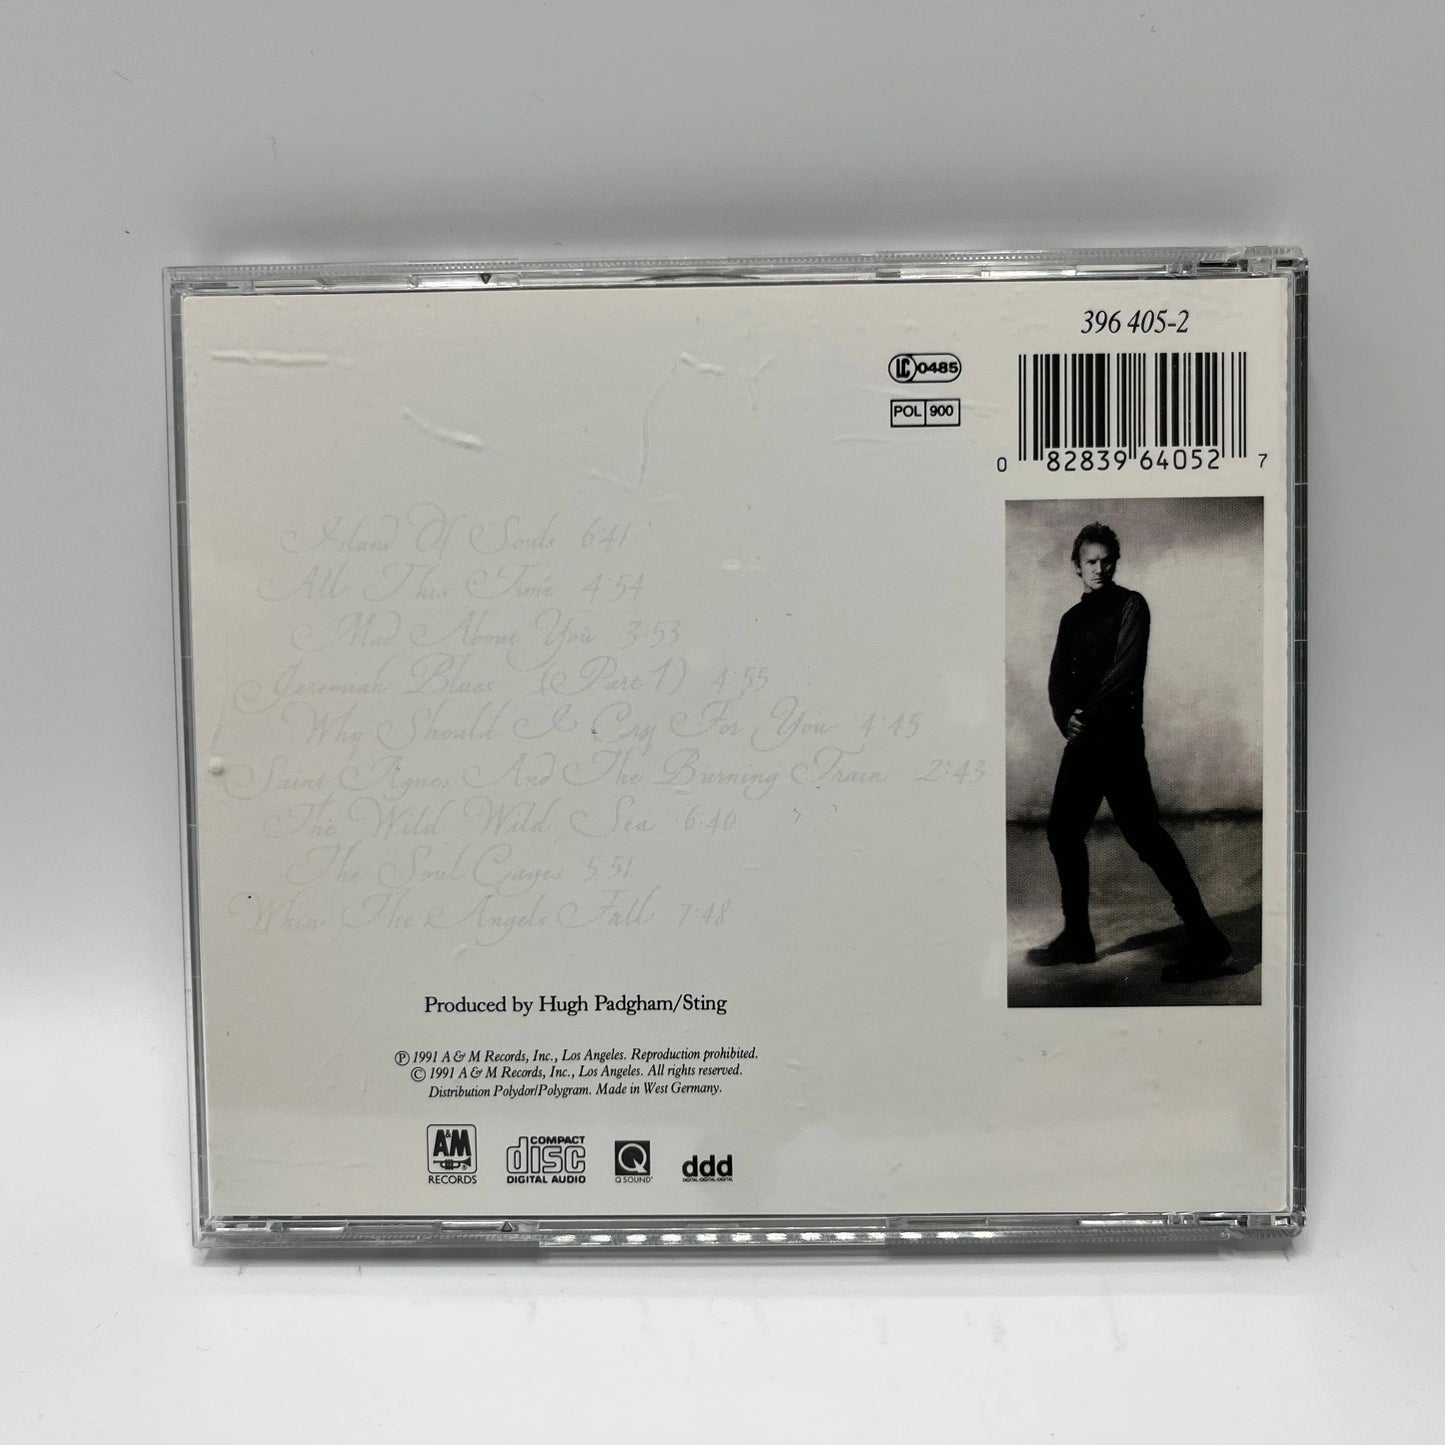 396 405-2
LC 0485
POL 900
0 82839 64052 7
Island Of Souls 6:41
All This Time 4:54
Mad About You 3:53
Jeremiah Blues (Part 1) 4:55
Why Should I Cry For You 4:45
Saint Agnes And The Burning Train 2:43
The Wild Wild Sea 6:40
The Soul Cages 5:51
When The Angels Fall 7:48
Produced by Hugh Padgham/Sting
℗ 1991 A & M Records, Inc., Los Angeles. Reproduction prohibited.
© 1991 A & M Records, Inc., Los Angeles. All rights reserved.
Distribution Polydor/Polygram. Made in West Germany.
A&M RECORDS
COMPACT disc DIGITAL AUDIO
Q SOUND
ddd
DIGITAL/DIGITAL/DIGITAL